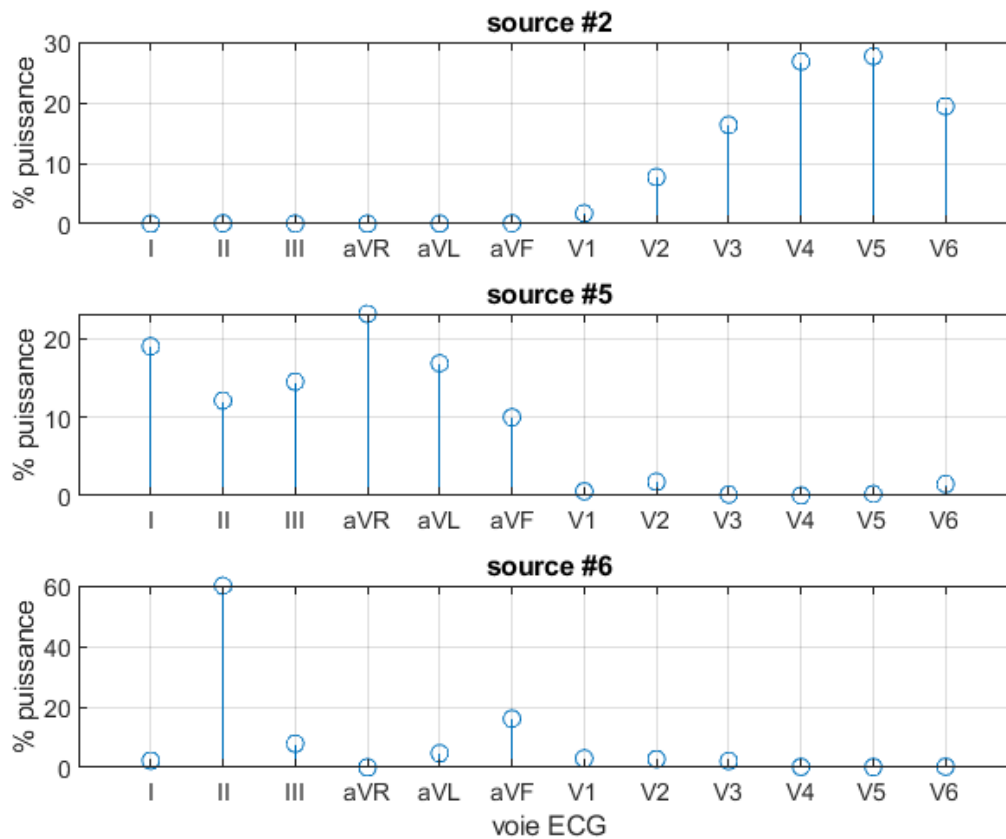 source #2
30
20
10
0
% puissance
I II III aVR aVL aVF V1 V2 V3 V4 V5 V6
source #5
20
10
0
% puissance
I II III aVR aVL aVF V1 V2 V3 V4 V5 V6
source #6
60
40
20
0
% puissance
I II III aVR aVL aVF V1 V2 V3 V4 V5 V6
voie ECG